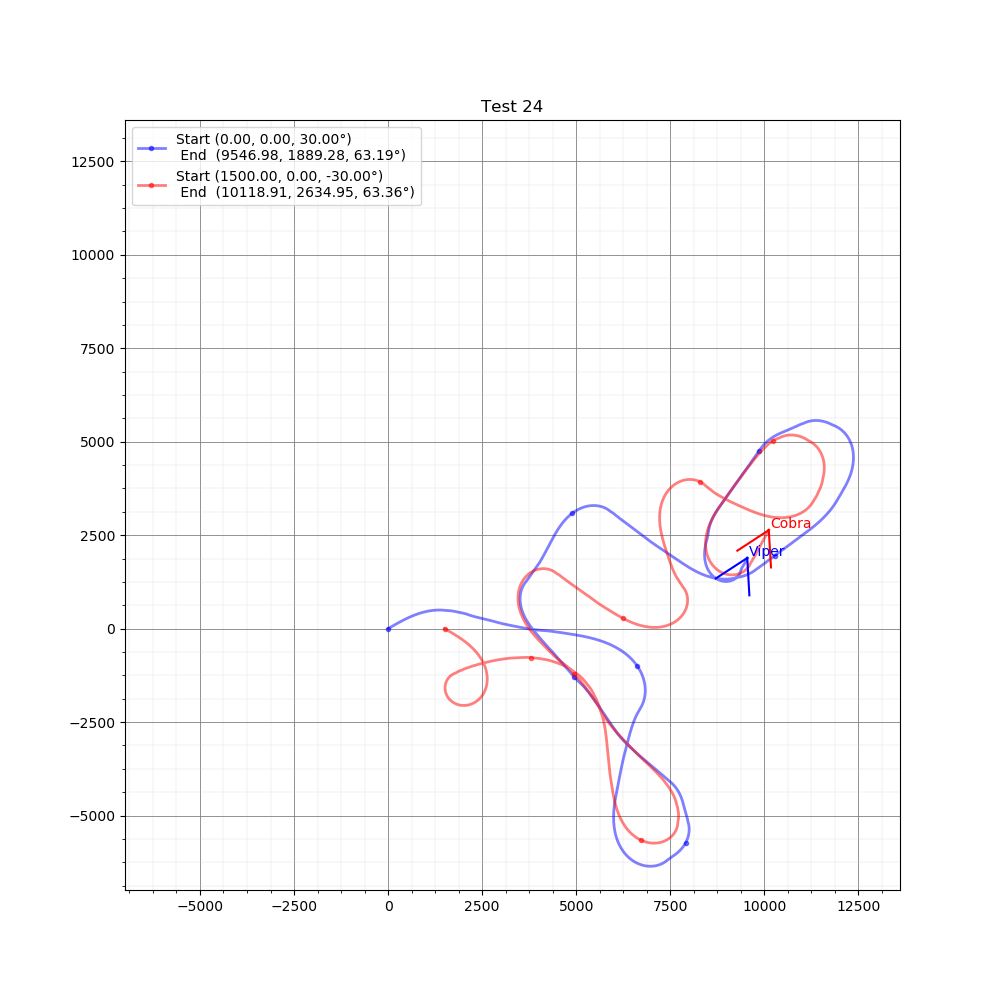 Test 24
Start (0.00, 0.00, 30.00°)
End (9546.98, 1889.28, 63.19°)
Start (1500.00, 0.00, -30.00°)
End (10118.91, 2634.95, 63.36°)
12500
10000
7500
5000
2500
0
−2500
−5000
Cobra
Viper
−5000 −2500 0 2500 5000 7500 10000 12500